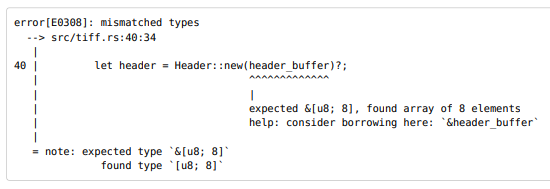 error[E0308]: mismatched types
  --> src/tiff.rs:40:34
   |
40 |         let header = Header::new(header_buffer)?;
   |                                  ^^^^^^^^^^^^^
   |                                  |
   |                                  expected &[u8; 8], found array of 8 elements
   |                                  help: consider borrowing here: `&header_buffer`
   |
   = note: expected type `&[u8; 8]`
              found type `[u8; 8]`